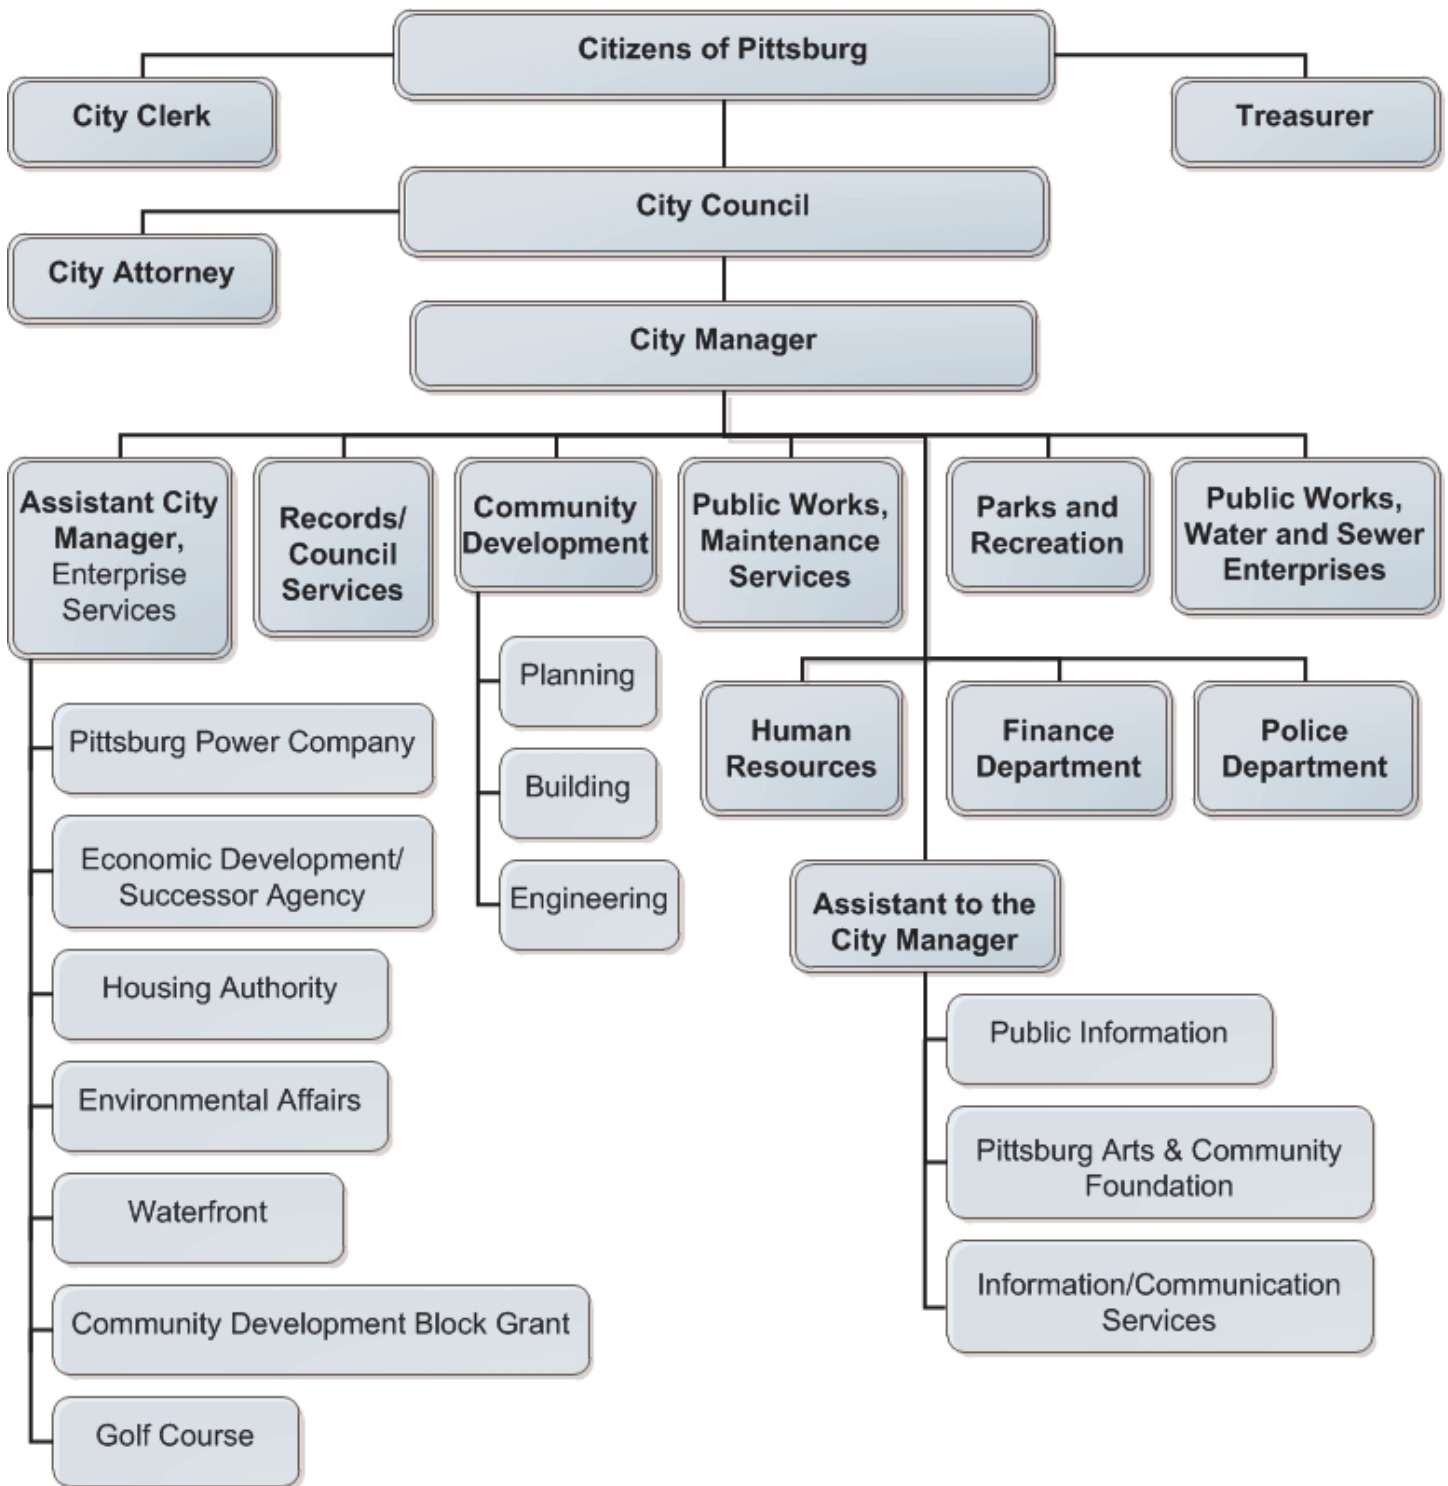 Citizens of Pittsburg
City Clerk
Treasurer
City Council
City Attorney
City Manager
Assistant City
Manager,
Enterprise
Services
Records/
Council
Services
Community
Development
Public Works,
Maintenance
Services
Parks and
Recreation
Public Works,
Water and Sewer
Enterprises
Pittsburg Power Company
Economic Development/
Successor Agency
Housing Authority
Environmental Affairs
Waterfront
Community Development Block Grant
Golf Course
Planning
Building
Engineering
Human
Resources
Finance
Department
Police
Department
Assistant to the
City Manager
Public Information
Pittsburg Arts & Community
Foundation
Information/Communication
Services